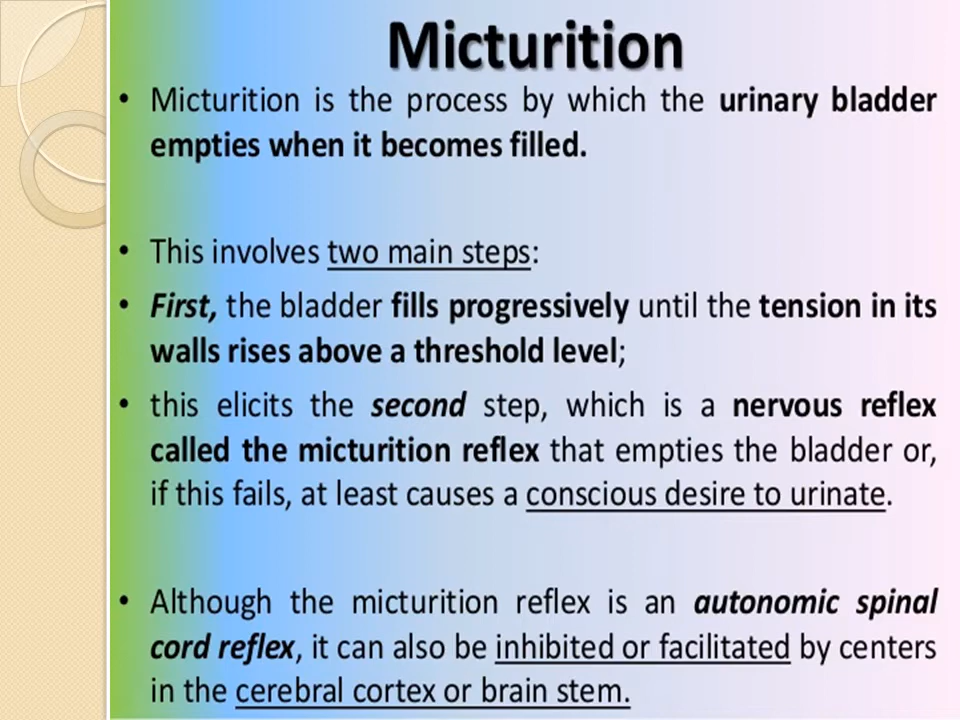 Micturition
• Micturition is the process by which the urinary bladder
empties when it becomes filled.
• This involves two main steps:
• First, the bladder fills progressively until the tension in its
walls rises above a threshold level;
• this elicits the second step, which is a nervous reflex
called the micturition reflex that empties the bladder or,
if this fails, at least causes a conscious desire to urinate.
• Although the micturition reflex is an autonomic spinal
cord reflex, it can also be inhibited or facilitated by centers
in the cerebral cortex or brain stem.